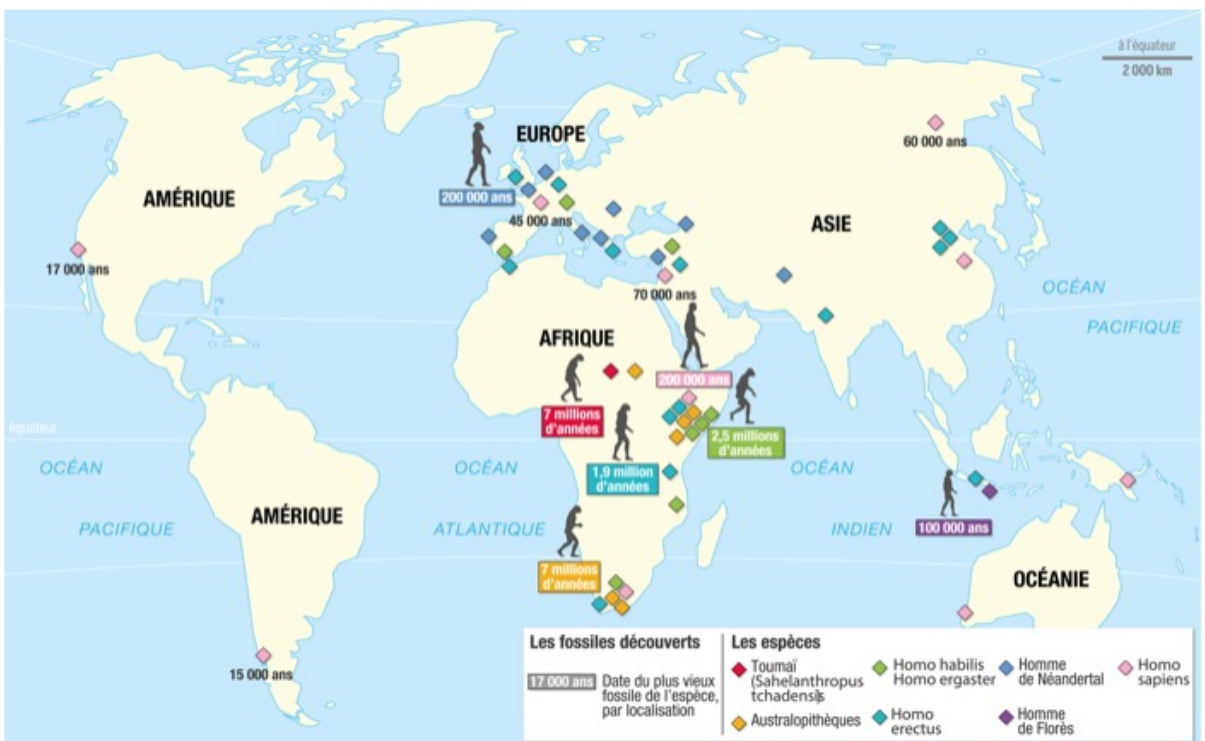 à l'équateur
2 000 km
EUROPE
60 000 ans
AMÉRIQUE
200 000 ans
45 000 ans
ASIE
17 000 ans
70 000 ans
OCÉAN
PACIFIQUE
AFRIQUE
200 000 ans
7 millions
d'années
équateur
2,5 millions
d'années
OCÉAN
OCÉAN
OCÉAN
1,9 million
d'années
PACIFIQUE
AMÉRIQUE
ATLANTIQUE
INDIEN
100 000 ans
7 millions
d'années
OCÉANIE
15 000 ans
Les fossiles découverts
17 000 ans
Date du plus vieux
fossile de l'espèce,
par localisation
Les espèces
Toumaï
(Sahelanthropus
tchadensis
Australopithèques
Homo habilis
Homo ergaster
Homo
erectus
Homme
de Néandertal
Homme
de Florès
Homo
sapiens